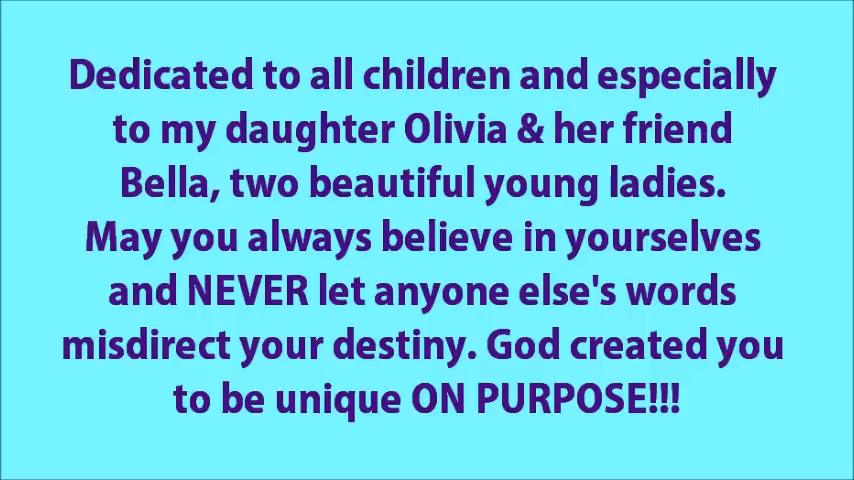 Dedicated to all children and especially
to my daughter Olivia & her friend
Bella, two beautiful young ladies.
May you always believe in yourselves
and NEVER let anyone else's words
misdirect your destiny. God created you
to be unique ON PURPOSE!!!